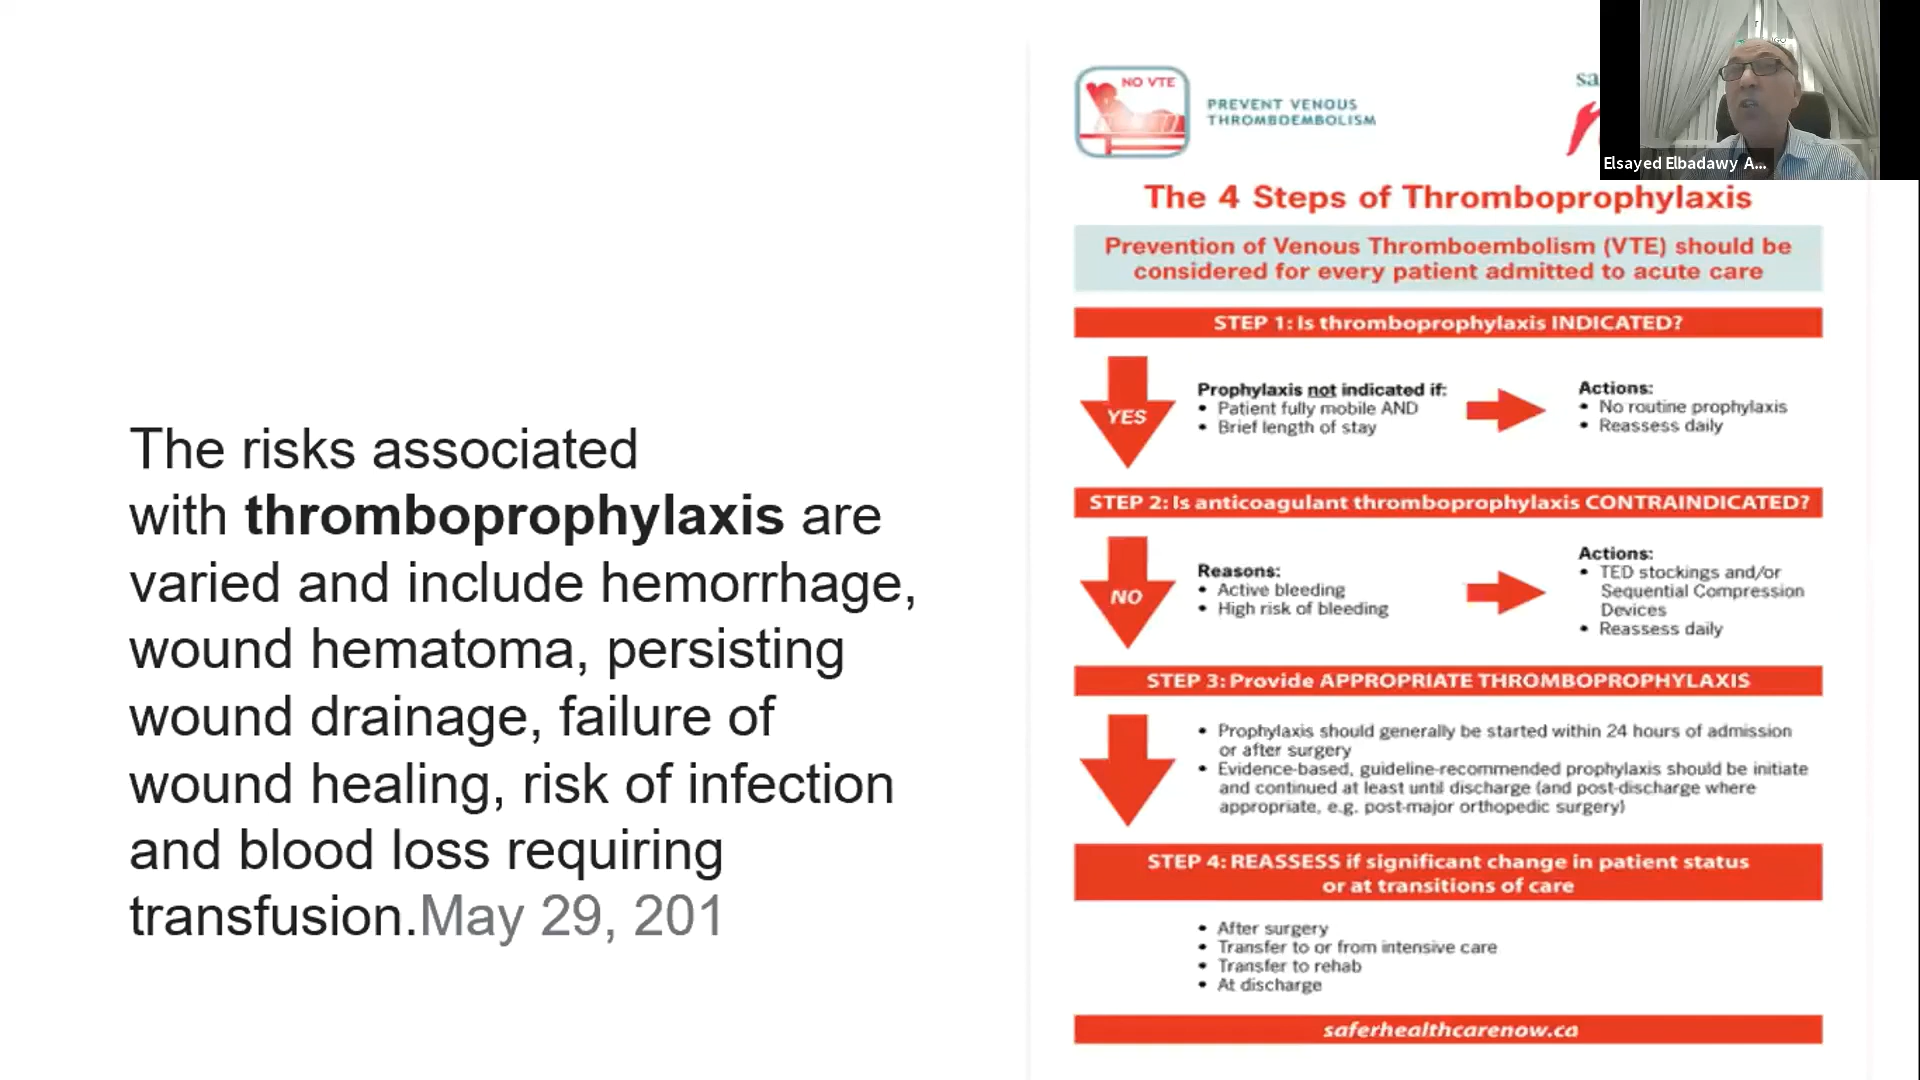 The risks associated
with thromboprophylaxis are
varied and include hemorrhage,
wound hematoma, persisting
wound drainage, failure of
wound healing, risk of infection
and blood loss requiring
transfusion.May 29, 201
NO VTE
PREVENT VENOUS
THROMBOEMBOLISM
sa
Elsayed Elbadawy A...
The 4 Steps of Thromboprophylaxis
Prevention of Venous Thromboembolism (VTE) should be
considered for every patient admitted to acute care
STEP 1: Is thromboprophylaxis INDICATED?
YES
Prophylaxis not indicated if:
• Patient fully mobile AND
• Brief length of stay
Actions:
• No routine prophylaxis
• Reassess daily
STEP 2: Is anticoagulant thromboprophylaxis CONTRAINDICATED?
NO
Reasons:
• Active bleeding
• High risk of bleeding
Actions:
• TED stockings and/or
Sequential Compression
Devices
• Reassess daily
STEP 3: Provide APPROPRIATE THROMBOPROPHYLAXIS
• Prophylaxis should generally be started within 24 hours of admission
or after surgery
• Evidence-based, guideline-recommended prophylaxis should be initiate
and continued at least until discharge (and post-discharge where
appropriate, e.g. post-major orthopedic surgery)
STEP 4: REASSESS if significant change in patient status
or at transitions of care
• After surgery
• Transfer to or from intensive care
• Transfer to rehab
• At discharge
saferhealthcarenow.ca